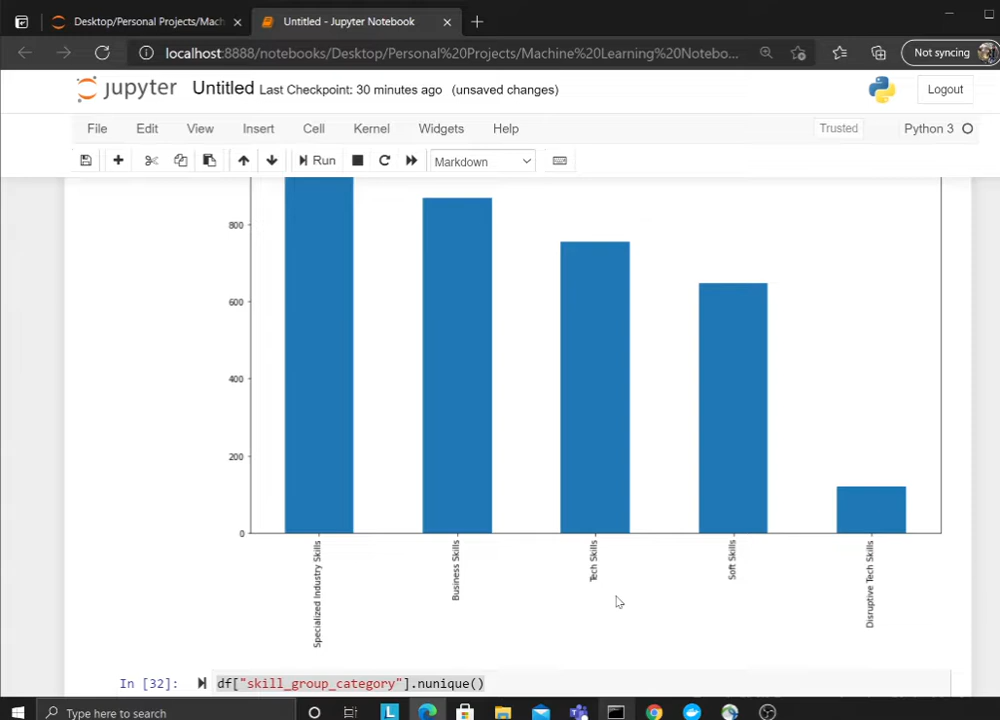 Desktop/Personal Projects/Mach
Untitled - Jupyter Notebook
localhost:8888/notebooks/Desktop/Personal%20Projects/Machine%20Learning%20Notebo...
Not syncing
jupyter Untitled Last Checkpoint: 30 minutes ago (unsaved changes)
Logout
File Edit View Insert Cell Kernel Widgets Help
Trusted
Python 3
Run
Markdown
800
600
400
200
0
Specialized Industry Skills
Business Skills
Tech Skills
Soft Skills
Disruptive Tech Skills
In [32]: df["skill_group_category"].nunique()
Type here to search
L